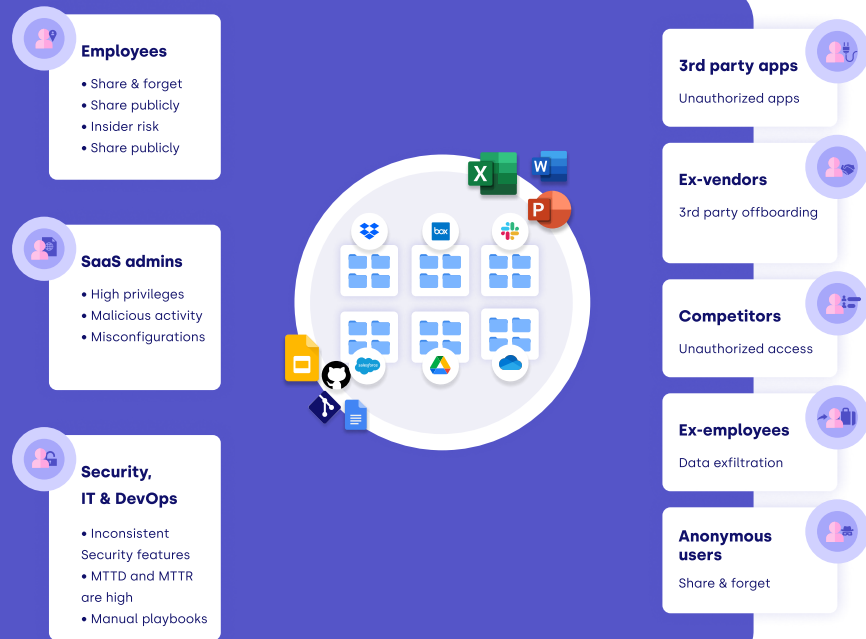 Employees
• Share & forget
• Share publicly
• Insider risk
• Share publicly
SaaS admins
• High privileges
• Malicious activity
• Misconfigurations
Security,
IT & DevOps
• Inconsistent
Security features
• MTTD and MTTR
are high
• Manual playbooks
X
W
P
box
salesforce
3rd party apps
Unauthorized apps
Ex-vendors
3rd party offboarding
Competitors
Unauthorized access
Ex-employees
Data exfiltration
Anonymous
users
Share & forget